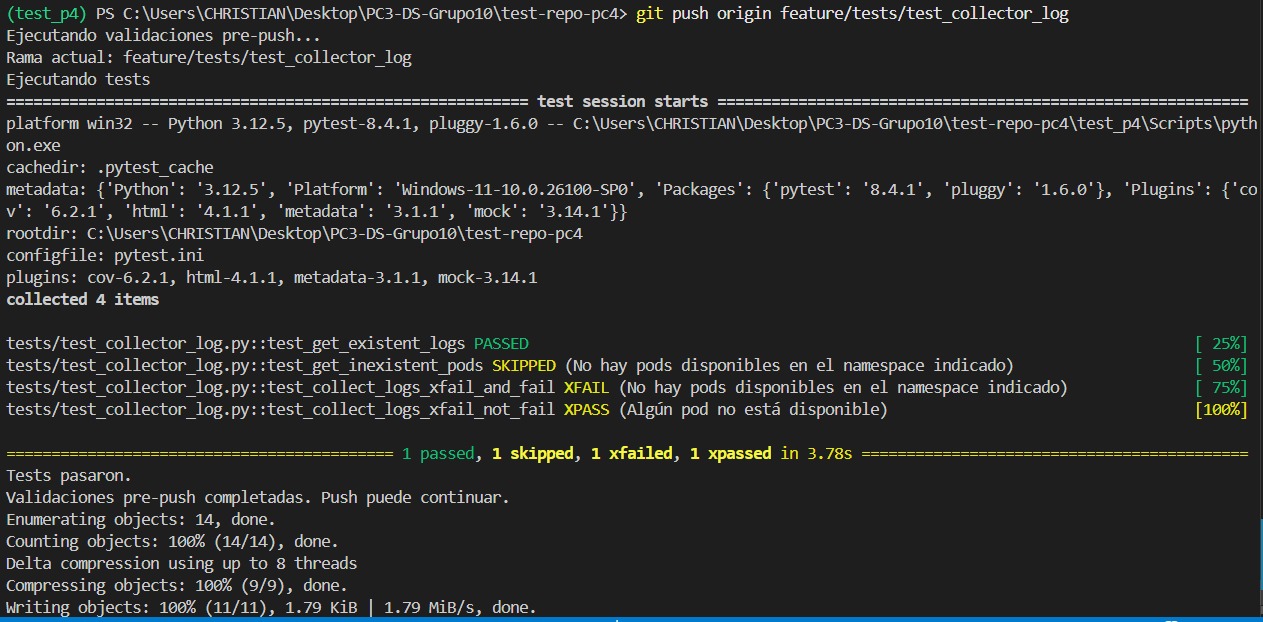 (test_p4) PS C:\Users\CHRISTIAN\Desktop\PC3-DS-Grupo10\test-repo-pc4> git push origin feature/tests/test_collector_log
Ejecutando validaciones pre-push...
Rama actual: feature/tests/test_collector_log
Ejecutando tests
========================================================== test session starts ===========================================================
platform win32 -- Python 3.12.5, pytest-8.4.1, pluggy-1.6.0 -- C:\Users\CHRISTIAN\Desktop\PC3-DS-Grupo10\test-repo-pc4\test_p4\Scripts\pyth
on.exe
cachedir: .pytest_cache
metadata: {'Python': '3.12.5', 'Platform': 'Windows-11-10.0.26100-SP0', 'Packages': {'pytest': '8.4.1', 'pluggy': '1.6.0'}, 'Plugins': {'co
v': '6.2.1', 'html': '4.1.1', 'metadata': '3.1.1', 'mock': '3.14.1'}}
rootdir: C:\Users\CHRISTIAN\Desktop\PC3-DS-Grupo10\test-repo-pc4
configfile: pytest.ini
plugins: cov-6.2.1, html-4.1.1, metadata-3.1.1, mock-3.14.1
collected 4 items
tests/test_collector_log.py::test_get_existent_logs PASSED [ 25%]
tests/test_collector_log.py::test_get_inexistent_pods SKIPPED (No hay pods disponibles en el namespace indicado) [ 50%]
tests/test_collector_log.py::test_collect_logs_xfail_and_fail XFAIL (No hay pods disponibles en el namespace indicado) [ 75%]
tests/test_collector_log.py::test_collect_logs_xfail_not_fail XPASS (Algún pod no está disponible) [100%]
=========================================== 1 passed, 1 skipped, 1 xfailed, 1 xpassed in 3.78s ===========================================
Tests pasaron.
Validaciones pre-push completadas. Push puede continuar.
Enumerating objects: 14, done.
Counting objects: 100% (14/14), done.
Delta compression using up to 8 threads
Compressing objects: 100% (9/9), done.
Writing objects: 100% (11/11), 1.79 KiB | 1.79 MiB/s, done.